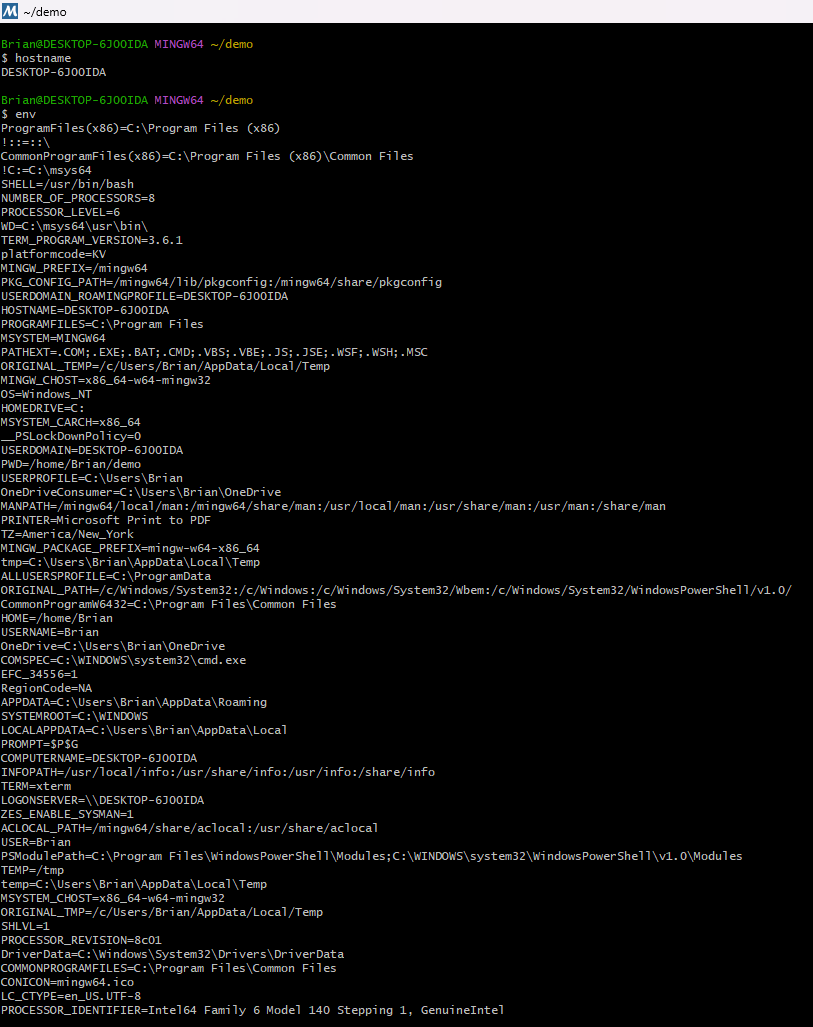 ~/demo
Brian@DESKTOP-6JOOIDA MINGW64 ~/demo
$ hostname
DESKTOP-6JOOIDA
Brian@DESKTOP-6JOOIDA MINGW64 ~/demo
$ env
ProgramFiles(x86)=C:\Program Files (x86)
!::=::\
CommonProgramFiles(x86)=C:\Program Files (x86)\Common Files
!C:=C:\msys64
SHELL=/usr/bin/bash
NUMBER_OF_PROCESSORS=8
PROCESSOR_LEVEL=6
WD=C:\msys64\usr\bin\
TERM_PROGRAM_VERSION=3.6.1
platformcode=KV
MINGW_PREFIX=/mingw64
PKG_CONFIG_PATH=/mingw64/lib/pkgconfig:/mingw64/share/pkgconfig
USERDOMAIN_ROAMINGPROFILE=DESKTOP-6JOOIDA
HOSTNAME=DESKTOP-6JOOIDA
PROGRAMFILES=C:\Program Files
MSYSTEM=MINGW64
PATHEXT=.COM;.EXE;.BAT;.CMD;.VBS;.VBE;.JS;.JSE;.WSF;.WSH;.MSC
ORIGINAL_TEMP=/c/Users/Brian/AppData/Local/Temp
MINGW_CHOST=x86_64-w64-mingw32
OS=Windows_NT
HOMEDRIVE=C:
MSYSTEM_CARCH=x86_64
__PSLockDownPolicy=0
USERDOMAIN=DESKTOP-6JOOIDA
PWD=/home/Brian/demo
USERPROFILE=C:\Users\Brian
OneDriveConsumer=C:\Users\Brian\OneDrive
MANPATH=/mingw64/local/man:/mingw64/share/man:/usr/local/man:/usr/share/man:/usr/man:/share/man
PRINTER=Microsoft Print to PDF
TZ=America/New_York
MINGW_PACKAGE_PREFIX=mingw-w64-x86_64
tmp=C:\Users\Brian\AppData\Local\Temp
ALLUSERSPROFILE=C:\ProgramData
ORIGINAL_PATH=/c/Windows/System32:/c/Windows:/c/Windows/System32/Wbem:/c/Windows/System32/WindowsPowerShell/v1.0/
CommonProgramW6432=C:\Program Files\Common Files
HOME=/home/Brian
USERNAME=Brian
OneDrive=C:\Users\Brian\OneDrive
COMSPEC=C:\WINDOWS\system32\cmd.exe
EFC_34556=1
RegionCode=NA
APPDATA=C:\Users\Brian\AppData\Roaming
SYSTEMROOT=C:\WINDOWS
LOCALAPPDATA=C:\Users\Brian\AppData\Local
PROMPT=$P$G
COMPUTERNAME=DESKTOP-6JOOIDA
INFOPATH=/usr/local/info:/usr/share/info:/usr/info:/share/info
TERM=xterm
LOGONSERVER=\\DESKTOP-6JOOIDA
ZES_ENABLE_SYSMAN=1
ACLOCAL_PATH=/mingw64/share/aclocal:/usr/share/aclocal
USER=Brian
PSModulePath=C:\Program Files\WindowsPowerShell\Modules;C:\WINDOWS\system32\WindowsPowerShell\v1.0\Modules
TEMP=/tmp
temp=C:\Users\Brian\AppData\Local\Temp
MSYSTEM_CHOST=x86_64-w64-mingw32
ORIGINAL_TMP=/c/Users/Brian/AppData/Local/Temp
SHLVL=1
PROCESSOR_REVISION=8c01
DriverData=C:\Windows\System32\Drivers\DriverData
COMMONPROGRAMFILES=C:\Program Files\Common Files
CONICON=mingw64.ico
LC_CTYPE=en_US.UTF-8
PROCESSOR_IDENTIFIER=Intel64 Family 6 Model 140 Stepping 1, GenuineIntel